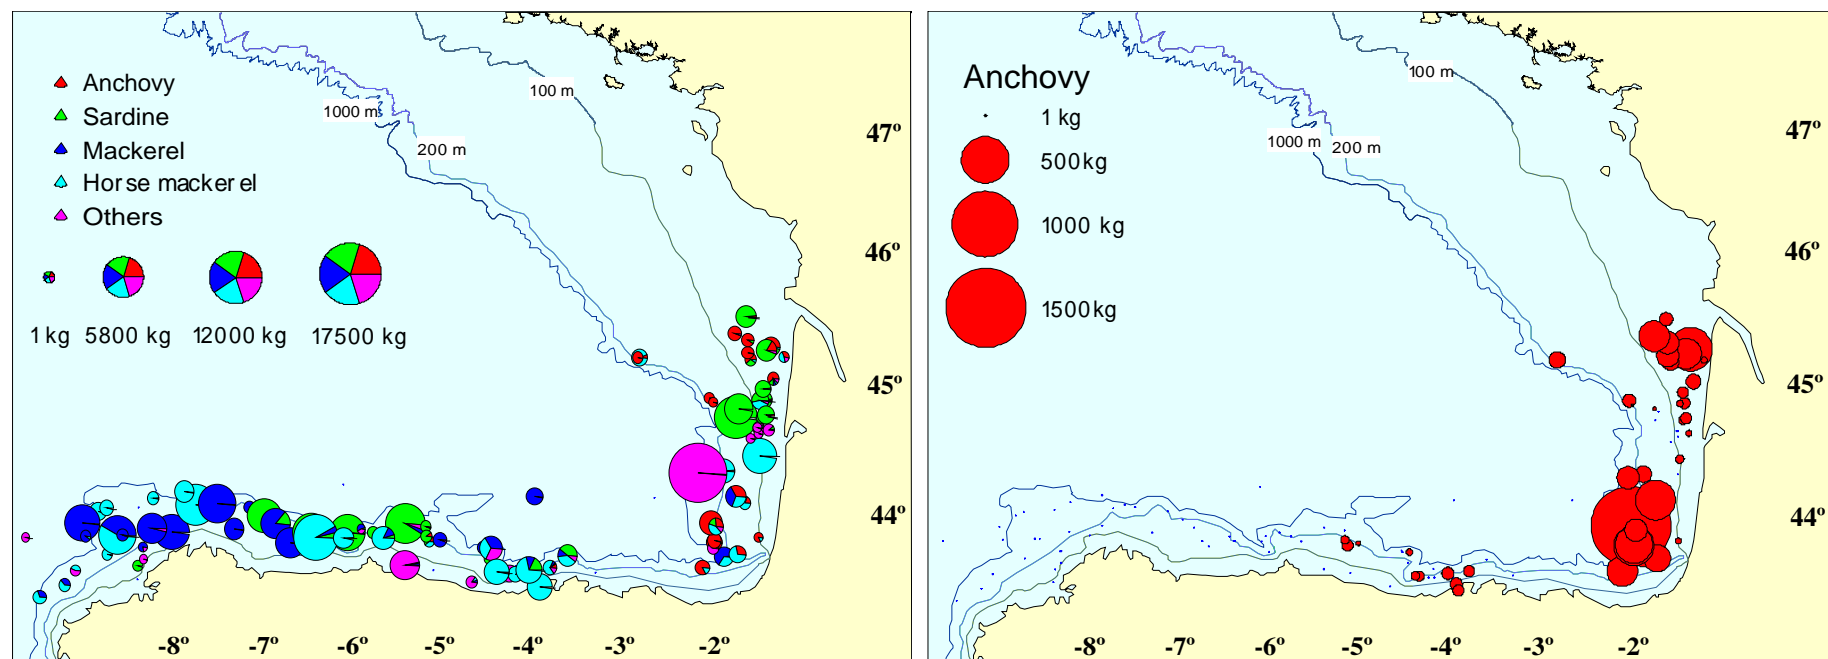 Anchovy
Sardine
Mackerel
Horse mackerel
Others
1 kg 5800 kg 12000 kg 17500 kg
1000 m
200 m
100 m
47º
46º
45º
44º
-8º -7º -6º -5º -4º -3º -2º
Anchovy
1 kg
500kg
1000 kg
1500kg
100 m
1000 m 200 m
47º
46º
45º
44º
-8º -7º -6º -5º -4º -3º -2º